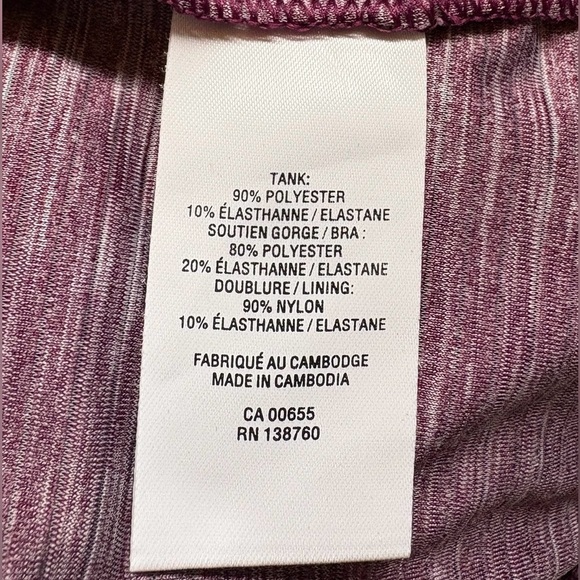 TANK:
90% POLYESTER
10% ÉLASTHANNE / ELASTANE
SOUTIEN GORGE / BRA :
80% POLYESTER
20% ÉLASTHANNE / ELASTANE
DOUBLURE / LINING:
90% NYLON
10% ÉLASTHANNE / ELASTANE
FABRIQUÉ AU CAMBODGE
MADE IN CAMBODIA
CA 00655
RN 138760